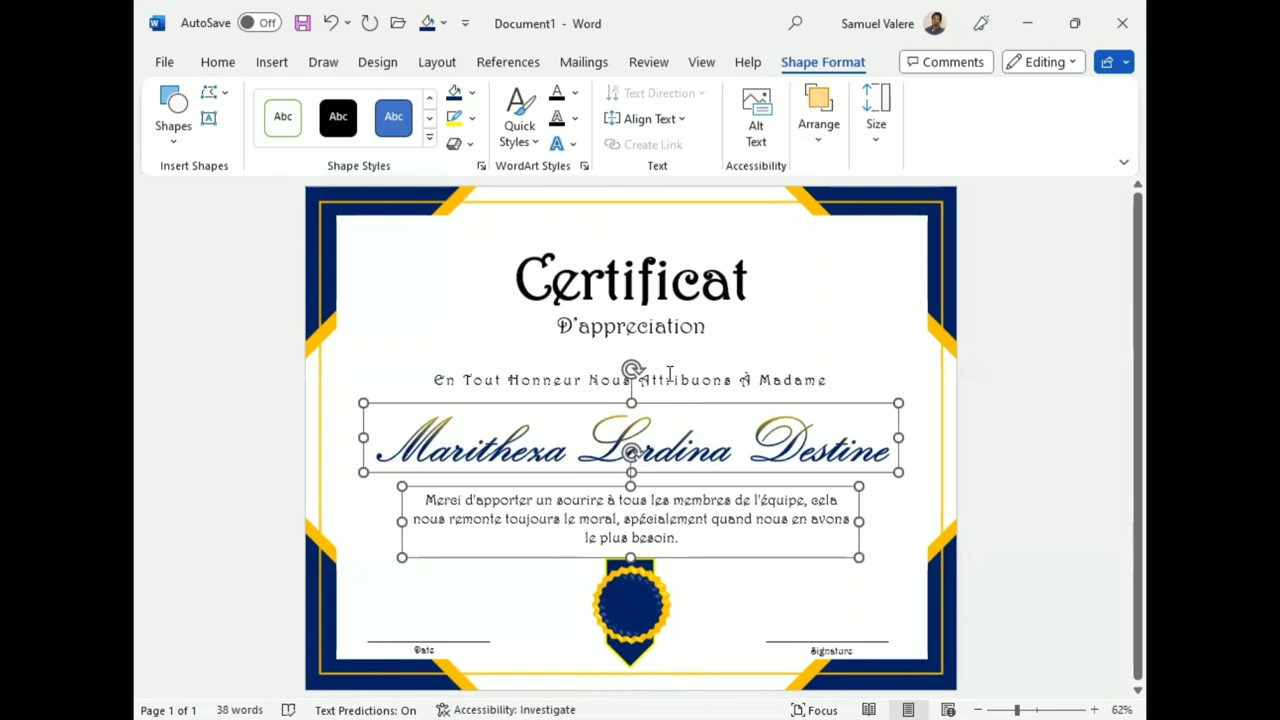 AutoSave Off Document1 - Word Samuel Valere
File Home Insert Draw Design Layout References Mailings Review View Help Shape Format Comments Editing
Abc Abc Abc
Shapes
Quick Styles
Text Direction
Align Text
Create Link
Alt Text
Arrange
Size
Insert Shapes Shape Styles WordArt Styles Text Accessibility
Certificat
D'appreciation
En Tout Honneur Nous Attribuons À Madame
Maritheza Lordina Destine
Merci d'apporter un sourire à tous les membres de l'équipe, cela
nous remonte toujours le moral, spécialement quand nous en avons
le plus besoin.
Date Signature
Page 1 of 1 38 words Text Predictions: On Accessibility: Investigate Focus 62%